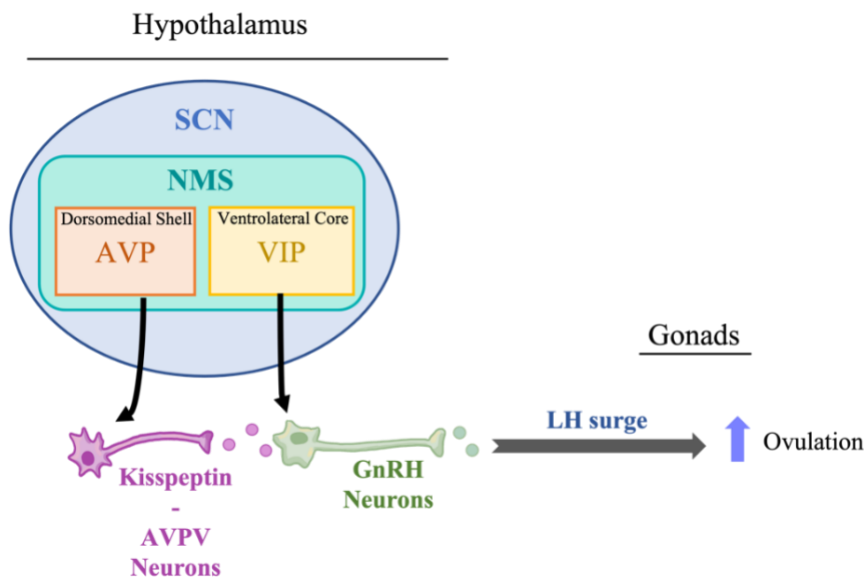 Hypothalamus
SCN
NMS
Dorsomedial Shell
AVP
Ventrolateral Core
VIP
Gonads
LH surge
Ovulation
Kisspeptin
-
AVPV
Neurons
GnRH
Neurons